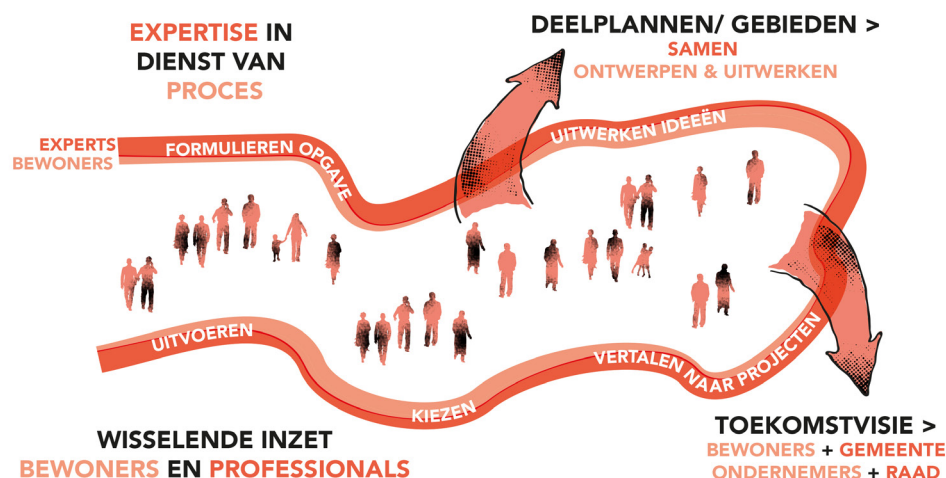 EXPERTISE IN
DIENST VAN
PROCES
DEELPLANNEN/ GEBIEDEN >
SAMEN
ONTWERPEN & UITWERKEN
EXPERTS
BEWONERS
FORMULIEREN OPGAVE
UITWERKEN IDEEËN
VERTALEN NAAR PROJECTEN
KIEZEN
UITVOEREN
WISSELENDE INZET
BEWONERS EN PROFESSIONALS
TOEKOMSTVISIE >
BEWONERS + GEMEENTE
ONDERNEMERS + RAAD